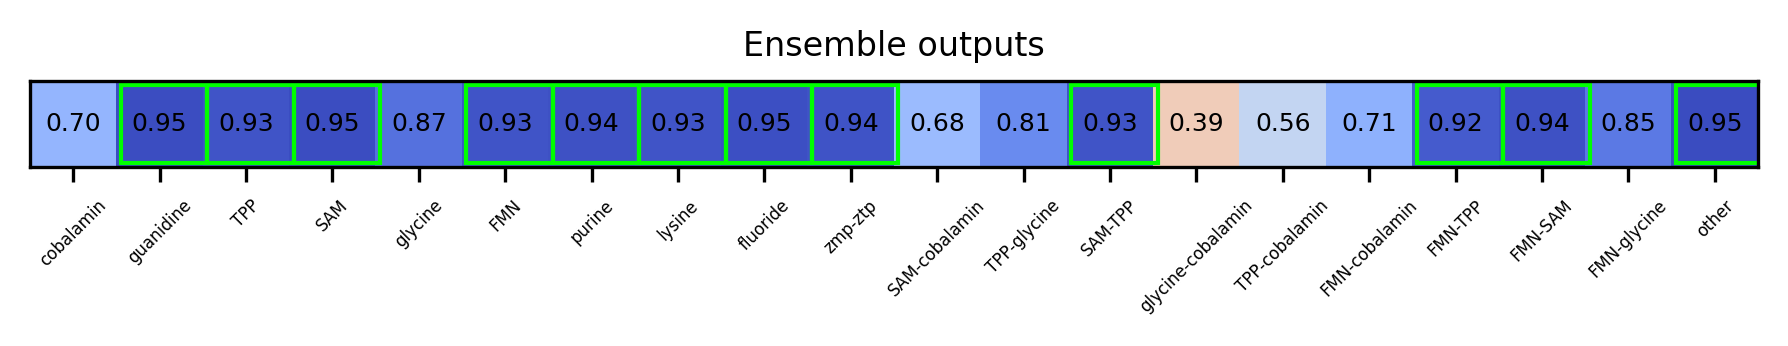 Ensemble outputs
0.70 0.95 0.93 0.95 0.87 0.93 0.94 0.93 0.95 0.94 0.68 0.81 0.93 0.39 0.56 0.71 0.92 0.94 0.85 0.95
cobalamin guanidine TPP SAM glycine FMN purine lysine fluoride zmp-ztp SAM-cobalamin TPP-glycine SAM-TPP glycine-cobalamin TPP-cobalamin FMN-cobalamin FMN-TPP FMN-SAM FMN-glycine other